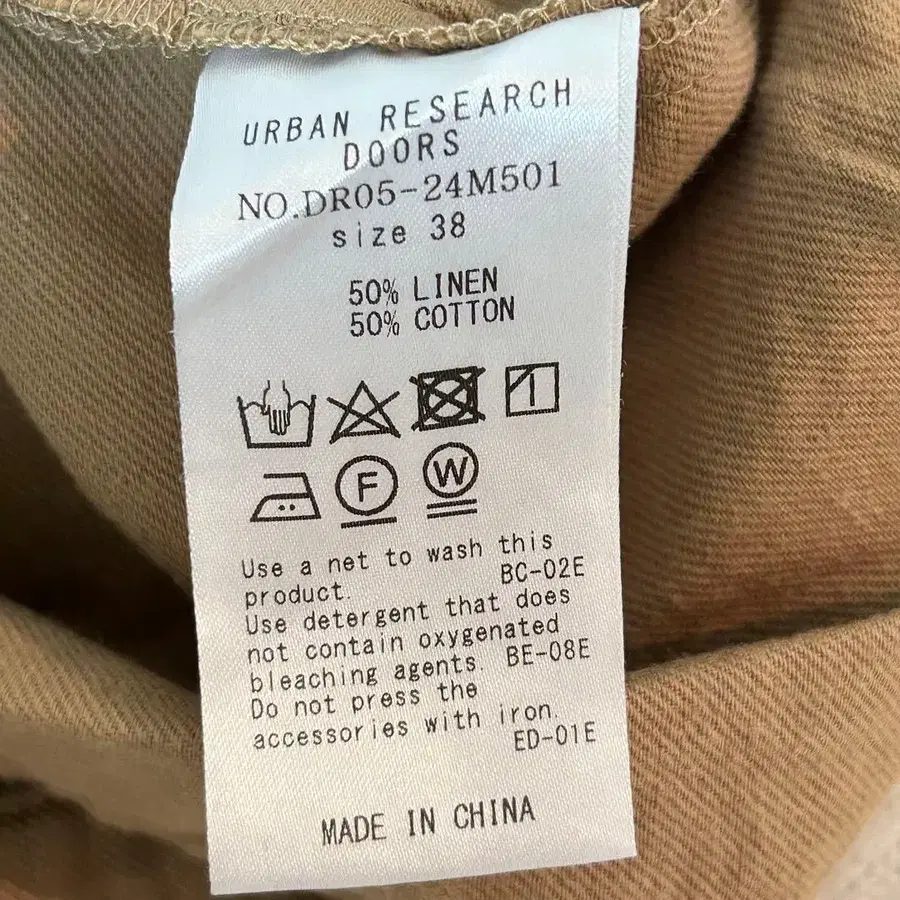 URBAN RESEARCH
DOORS
NO.DR05-24M501
size 38
50% LINEN
50% COTTON
F W
Use a net to wash this
product. BC-02E
Use detergent that does
not contain oxygenated
bleaching agents. BE-08E
Do not press the
accessories with iron.
ED-01E
MADE IN CHINA